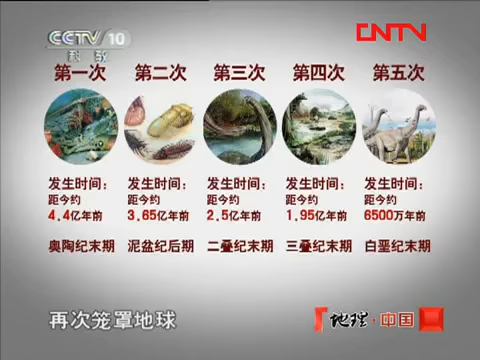 CCTV 10
科教
CNTV
第一次 第二次 第三次 第四次 第五次
发生时间： 发生时间： 发生时间： 发生时间： 发生时间：
距今约 距今约 距今约 距今约 距今约
4.4亿年前 3.65亿年前 2.5亿年前 1.95亿年前 6500万年前
奥陶纪末期 泥盆纪后期 二叠纪末期 三叠纪末期 白垩纪末期
再次笼罩地球
地理·中国